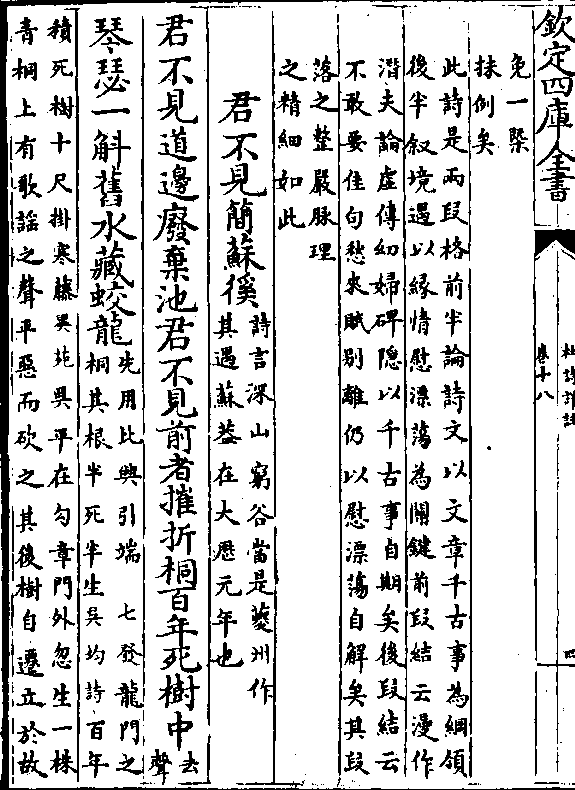 欽定四庫全書
杜詩詳註
卷十八
四
免一槩
抹例矣
此詩是兩段格前半論詩文以文章千古事為綱領
後半叙境遇以緣情慰漂蕩為關鍵前段結云漫作
潛夫論虛傳幼婦碑隱以千古事自期矣後段結云
不敢要佳句愁來賦別離仍以慰漂蕩自解矣其段
落之整嚴脉理
之精細如此
君不見簡蘇徯
詩言深山窮谷當是夔州作
其遇蘇葢在大厯元年也
君不見道邊廢棄池君不見前者摧折桐百年死樹中去聲
琴瑟一斛舊水藏蛟龍
先用比興引端 七發龍門之
桐其根半死半生吳均詩百年
積死樹十尺掛寒藤異苑吳平在勾章門外忽生一株
青桐上有歌謡之聲平惡而砍之其後樹自還立於故